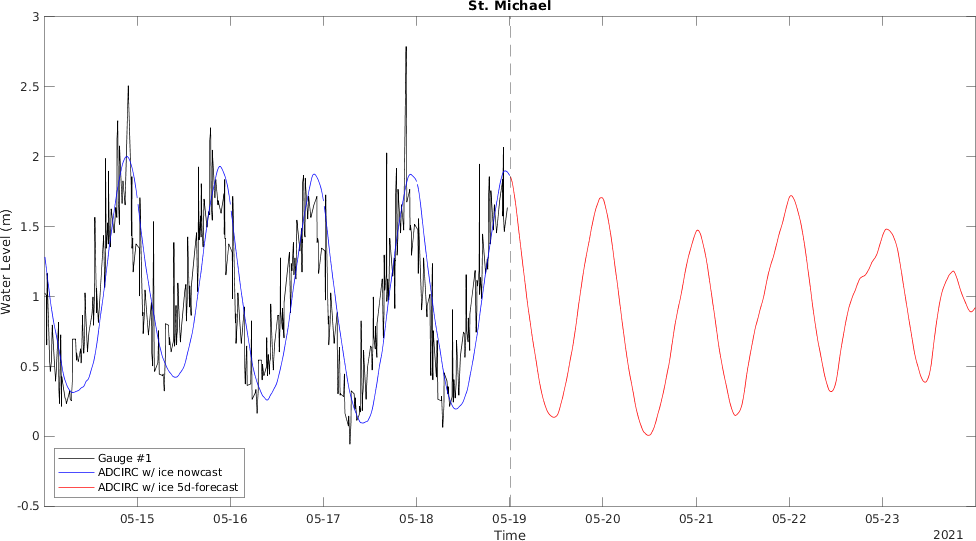 St. Michael
3
2.5
2
1.5
1
0.5
0
-0.5
Water Level (m)
Gauge #1
ADCIRC w/ ice nowcast
ADCIRC w/ ice 5d-forecast
05-15 05-16 05-17 05-18 05-19 05-20 05-21 05-22 05-23
Time
2021